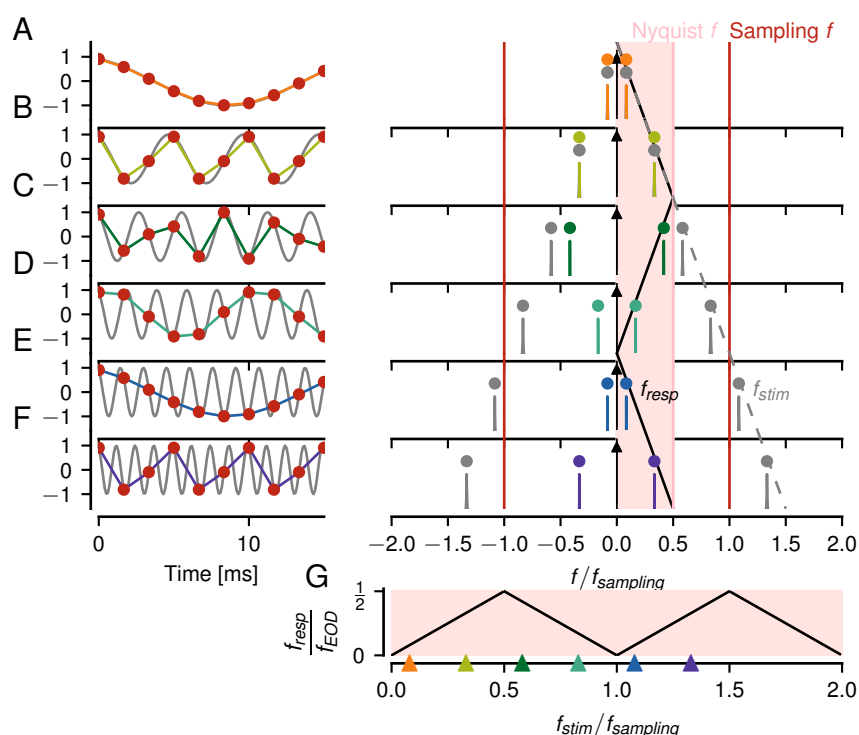 A
Nyquist f Sampling f
1
0
−1
B
1
0
−1
C
1
0
−1
D
1
0
−1
E
1
0
−1
f_resp
f_stim
F
1
0
−1
0 10
−2.0 −1.5 −1.0 −0.5 0.0 0.5 1.0 1.5 2.0
Time [ms]
f/f_sampling
G
1/2
0
f_resp/f_EOD
0.0 0.5 1.0 1.5 2.0
f_stim/f_sampling